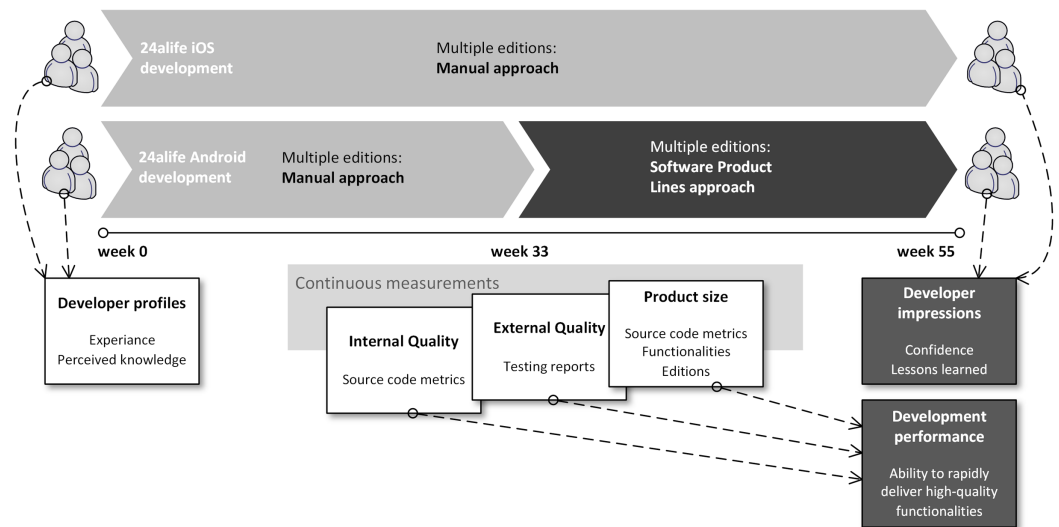 24alife iOS
development
Multiple editions:
Manual approach
24alife Android
development
Multiple editions:
Manual approach
Multiple editions:
Software Product
Lines approach
week 0
week 33
week 55
Continuous measurements
Developer profiles
Experiance
Perceived knowledge
Internal Quality
Source code metrics
External Quality
Testing reports
Product size
Source code metrics
Functionalities
Editions
Developer
impressions
Confidence
Lessons learned
Development
performance
Ability to rapidly
deliver high-quality
functionalities